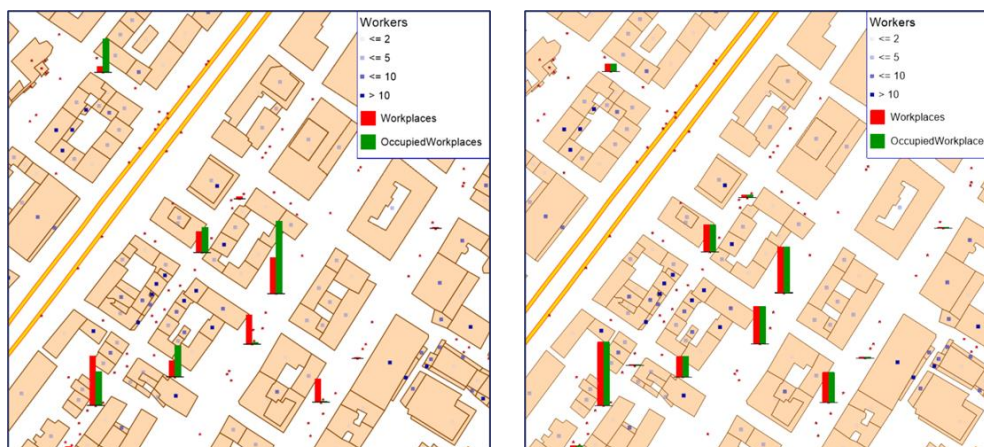 Workers
<= 2
<= 5
<= 10
> 10
Workplaces
OccupiedWorkplaces
Workers
<= 2
<= 5
<= 10
> 10
Workplaces
OccupiedWorkplace